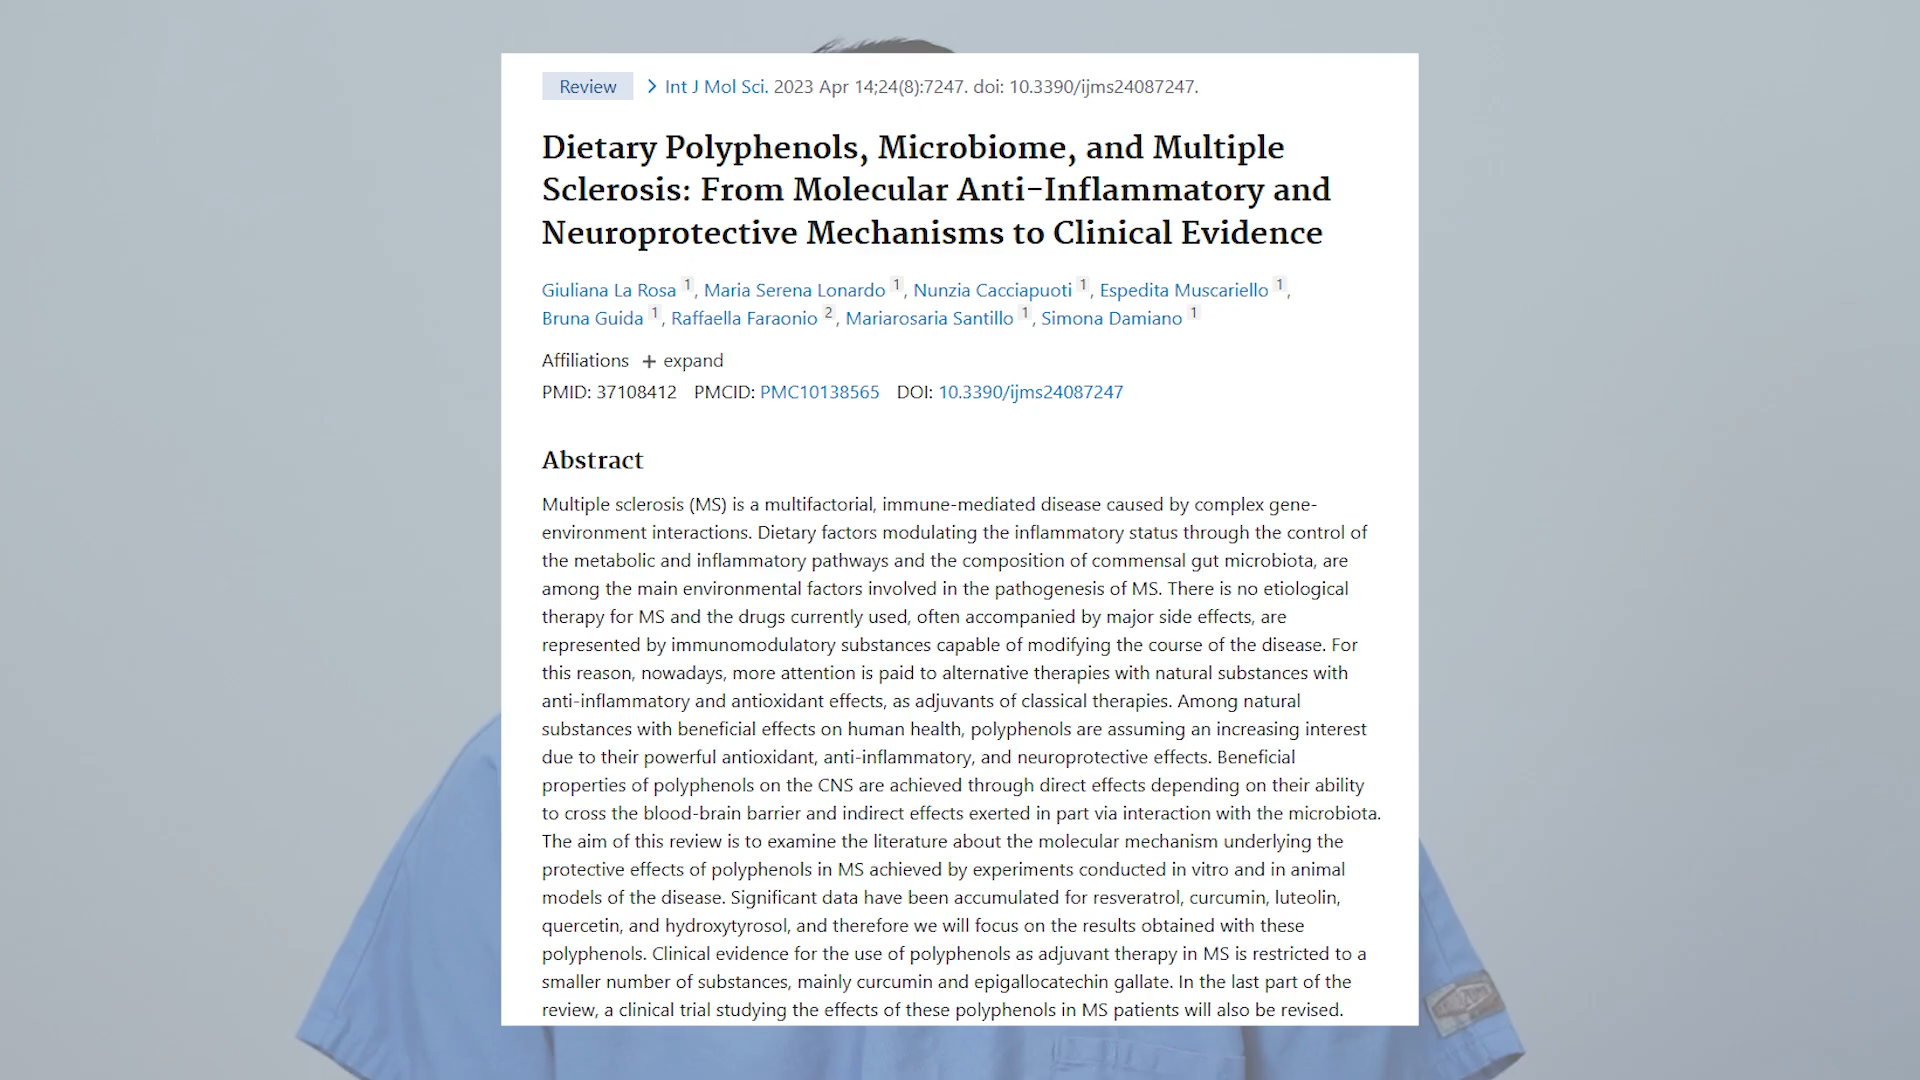 Review > Int J Mol Sci. 2023 Apr 14;24(8):7247. doi: 10.3390/ijms24087247.
Dietary Polyphenols, Microbiome, and Multiple
Sclerosis: From Molecular Anti-Inflammatory and
Neuroprotective Mechanisms to Clinical Evidence
Giuliana La Rosa 1, Maria Serena Lonardo 1, Nunzia Cacciapuoti 1, Espedita Muscariello 1,
Bruna Guida 1, Raffaella Faraonio 2, Mariarosaria Santillo 1, Simona Damiano 1
Affiliations + expand
PMID: 37108412 PMCID: PMC10138565 DOI: 10.3390/ijms24087247
Abstract
Multiple sclerosis (MS) is a multifactorial, immune-mediated disease caused by complex gene-
environment interactions. Dietary factors modulating the inflammatory status through the control of
the metabolic and inflammatory pathways and the composition of commensal gut microbiota, are
among the main environmental factors involved in the pathogenesis of MS. There is no etiological
therapy for MS and the drugs currently used, often accompanied by major side effects, are
represented by immunomodulatory substances capable of modifying the course of the disease. For
this reason, nowadays, more attention is paid to alternative therapies with natural substances with
anti-inflammatory and antioxidant effects, as adjuvants of classical therapies. Among natural
substances with beneficial effects on human health, polyphenols are assuming an increasing interest
due to their powerful antioxidant, anti-inflammatory, and neuroprotective effects. Beneficial
properties of polyphenols on the CNS are achieved through direct effects depending on their ability
to cross the blood-brain barrier and indirect effects exerted in part via interaction with the microbiota.
The aim of this review is to examine the literature about the molecular mechanism underlying the
protective effects of polyphenols in MS achieved by experiments conducted in vitro and in animal
models of the disease. Significant data have been accumulated for resveratrol, curcumin, luteolin,
quercetin, and hydroxytyrosol, and therefore we will focus on the results obtained with these
polyphenols. Clinical evidence for the use of polyphenols as adjuvant therapy in MS is restricted to a
smaller number of substances, mainly curcumin and epigallocatechin gallate. In the last part of the
review, a clinical trial studying the effects of these polyphenols in MS patients will also be revised.